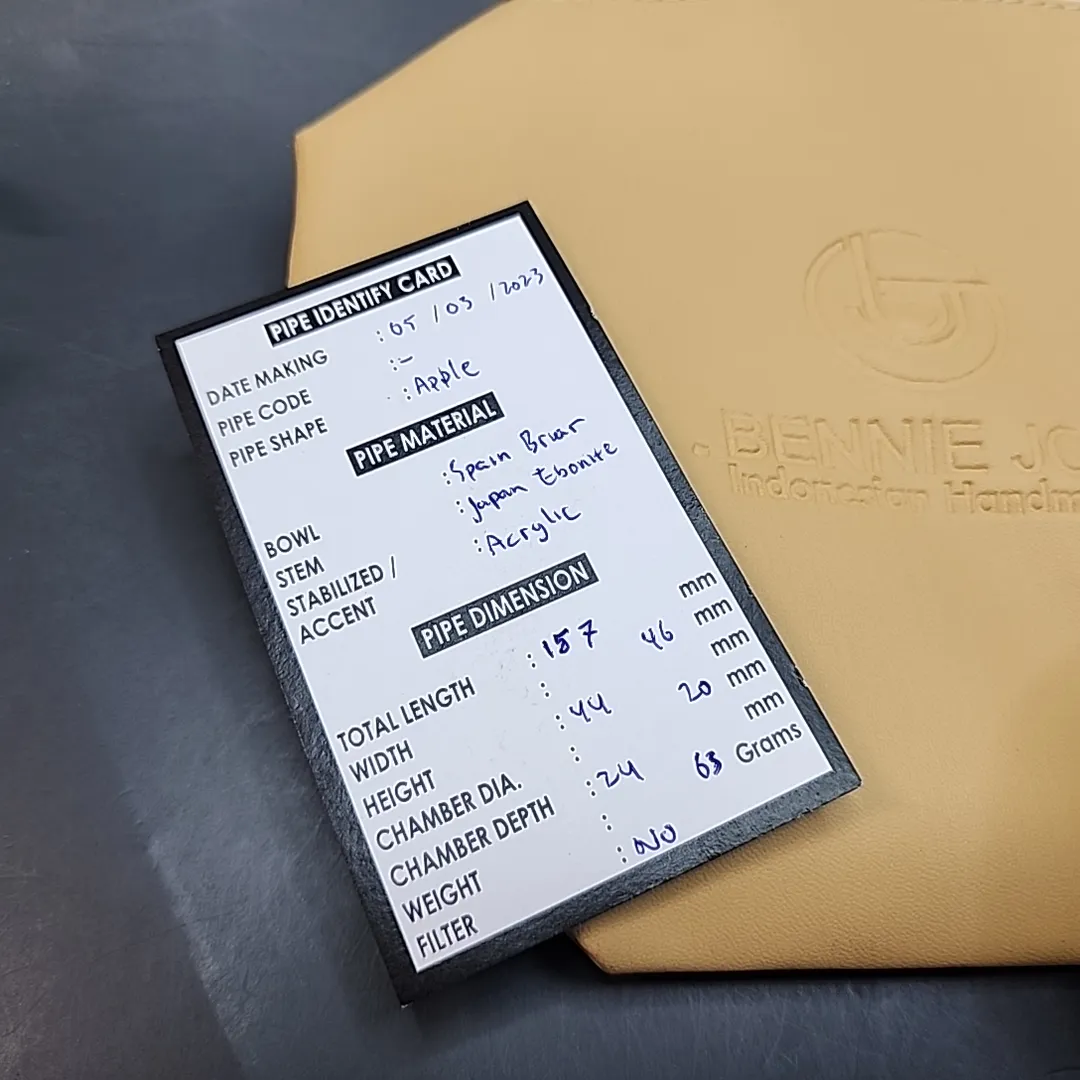 PIPE IDENTIFY CARD
DATE MAKING : 05 / 03 / 2023
PIPE CODE : -
PIPE SHAPE : Apple
PIPE MATERIAL
BOWL : Spain Briar
STEM : Japan Ebonite
STABILIZED / : Acrylic
ACCENT
PIPE DIMENSION
TOTAL LENGTH : 157 mm
WIDTH : 46 mm
HEIGHT : 44 mm
CHAMBER DIA. : 20 mm
CHAMBER DEPTH : 24 mm
WEIGHT : 63 Grams
FILTER : NO
BENNIE JO
Indonesian Handm